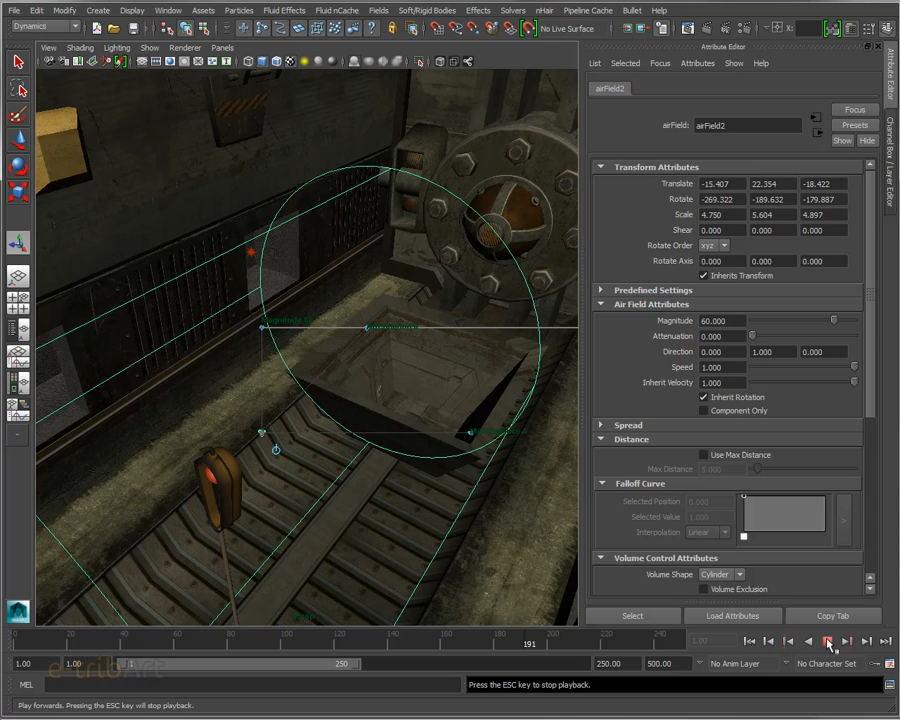 File Edit Modify Create Display Window Assets Particles Fluid Effects Fluid nCache Fields Soft/Rigid Bodies Effects Solvers nHair Pipeline Cache Bullet Help
Dynamics No Live Surface X:
View Shading Lighting Show Renderer Panels
Attribute Editor
List Selected Focus Attributes Show Help
airField2
airField: airField2
Focus
Presets
Show Hide
Attribute Editor
Channel Box / Layer Editor
Transform Attributes
Translate -15.407 22.354 -18.422
Rotate -269.322 -189.632 -179.887
Scale 4.750 5.604 4.897
Shear 0.000 0.000 0.000
Rotate Order xyz
Rotate Axis 0.000 0.000 0.000
Inherits Transform
Predefined Settings
Air Field Attributes
Magnitude 60.000
Attenuation 0.000
Direction 0.000 1.000 0.000
Speed 1.000
Inherit Velocity 1.000
Inherit Rotation
Component Only
Spread
Distance
Use Max Distance
Max Distance 5.000
Falloff Curve
Selected Position 0.000
Selected Value 1.000
Interpolation Linear
>
Volume Control Attributes
Volume Shape Cylinder
Volume Exclusion
Select Load Attributes Copy Tab
0 20 40 60 80 100 120 140 160 191 200 220 240 1.00
1.00 1.00 1 250 250.00 500.00 No Anim Layer No Character Set
e-tribArt
MEL Press the ESC key to stop playback.
Play forwards. Pressing the ESC key will stop playback.